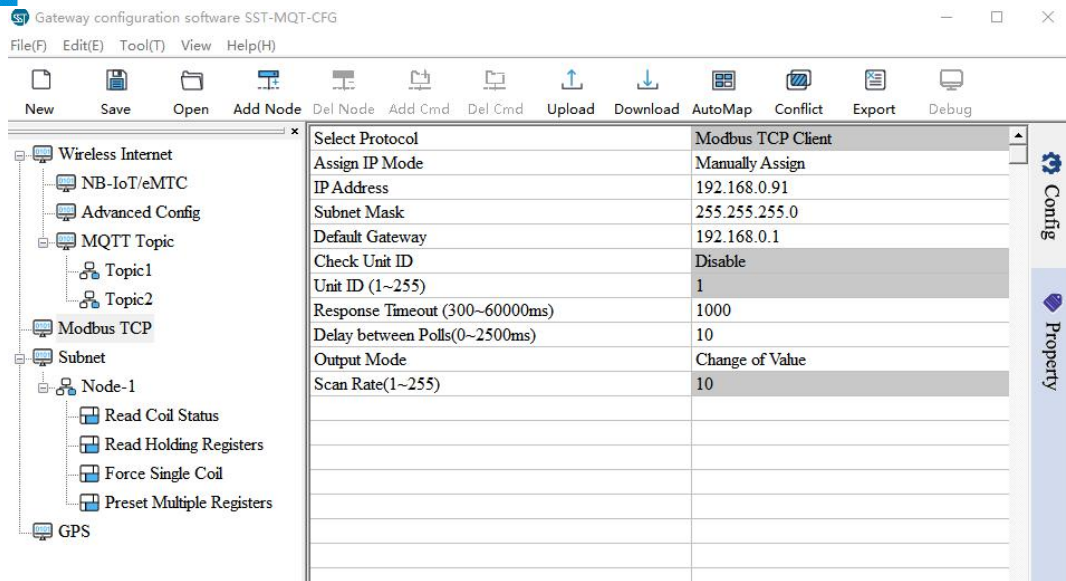 SST Gateway configuration software SST-MQT-CFG
File(F) Edit(E) Tool(T) View Help(H)
New Save Open Add Node Del Node Add Cmd Del Cmd Upload Download AutoMap Conflict Export Debug
Wireless Internet
NB-IoT/eMTC
Advanced Config
MQTT Topic
Topic1
Topic2
Modbus TCP
Subnet
Node-1
Read Coil Status
Read Holding Registers
Force Single Coil
Preset Multiple Registers
GPS
Select Protocol Modbus TCP Client
Assign IP Mode Manually Assign
IP Address 192.168.0.91
Subnet Mask 255.255.255.0
Default Gateway 192.168.0.1
Check Unit ID Disable
Unit ID (1~255) 1
Response Timeout (300~60000ms) 1000
Delay between Polls(0~2500ms) 10
Output Mode Change of Value
Scan Rate(1~255) 10
Config
Property